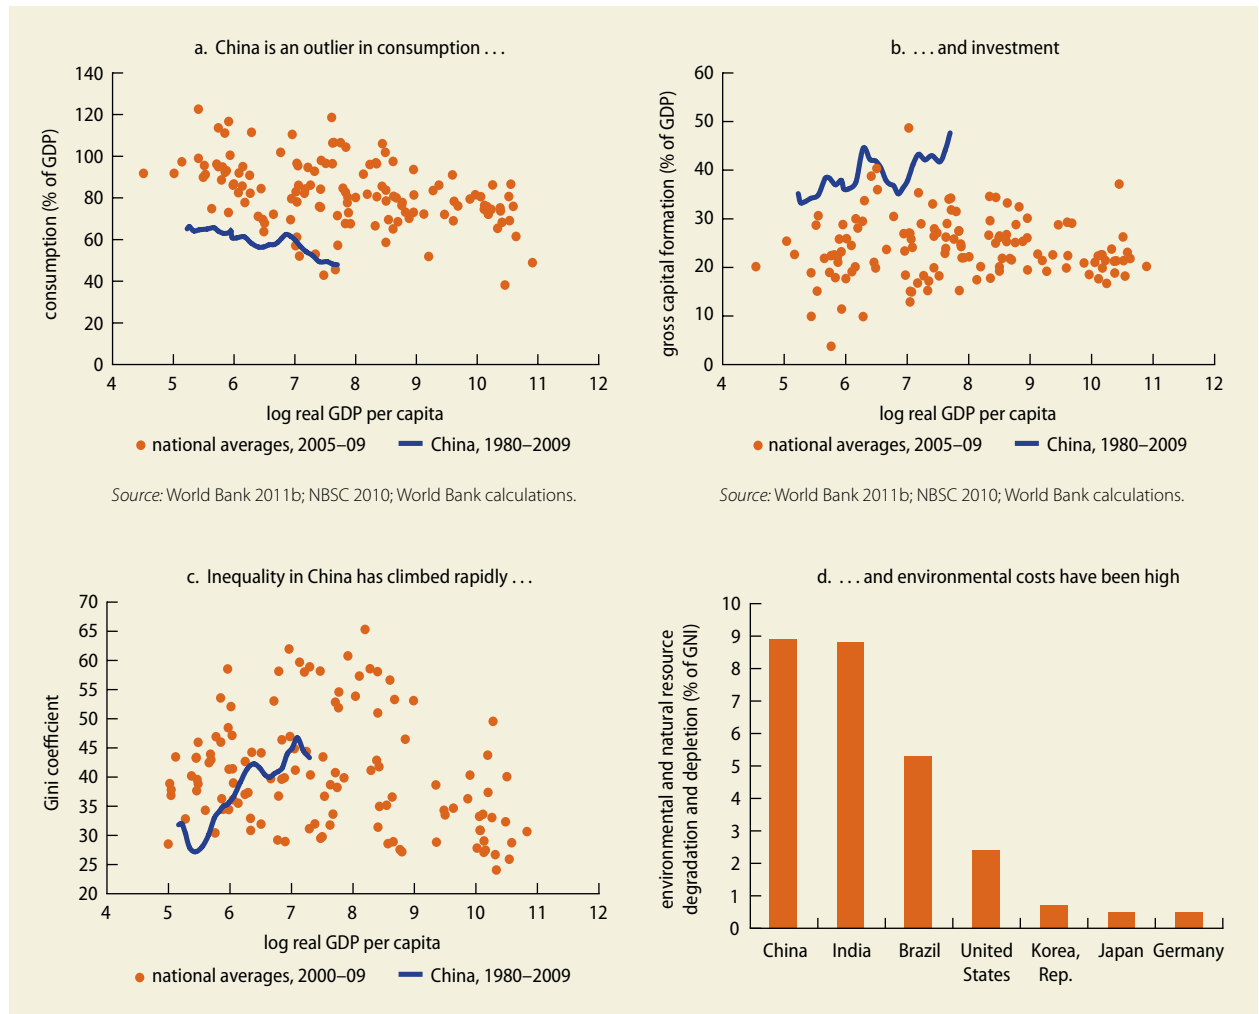 a. China is an outlier in consumption . . .
140
120
100
80
60
40
20
0
consumption (% of GDP)
4 5 6 7 8 9 10 11 12
log real GDP per capita
national averages, 2005–09 China, 1980–2009
Source: World Bank 2011b; NBSC 2010; World Bank calculations.
b. . . . and investment
60
50
40
30
20
10
0
gross capital formation (% of GDP)
4 5 6 7 8 9 10 11 12
log real GDP per capita
national averages, 2005–09 China, 1980–2009
Source: World Bank 2011b; NBSC 2010; World Bank calculations.
c. Inequality in China has climbed rapidly . . .
70
65
60
55
50
45
40
35
30
25
20
Gini coefficient
4 5 6 7 8 9 10 11 12
log real GDP per capita
national averages, 2000–09 China, 1980–2009
d. . . . and environmental costs have been high
10
9
8
7
6
5
4
3
2
1
0
environmental and natural resource
degradation and depletion (% of GNI)
China India Brazil United Korea, Japan Germany
States Rep.